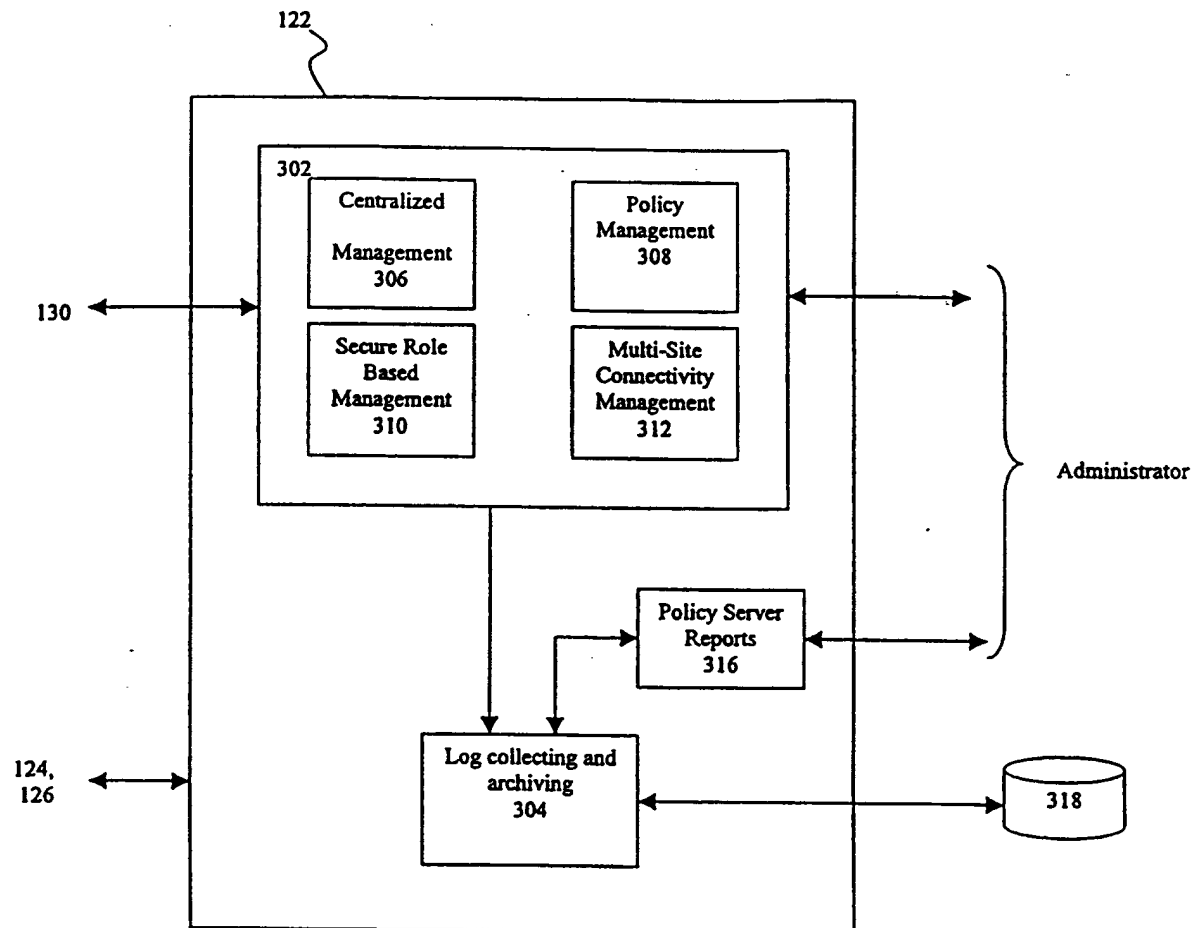 122
302
Centralized
Management
306
Policy
Management
308
130
Secure Role
Based
Management
310
Multi-Site
Connectivity
Management
312
Administrator
Policy Server
Reports
316
124,
126
Log collecting and
archiving
304
318